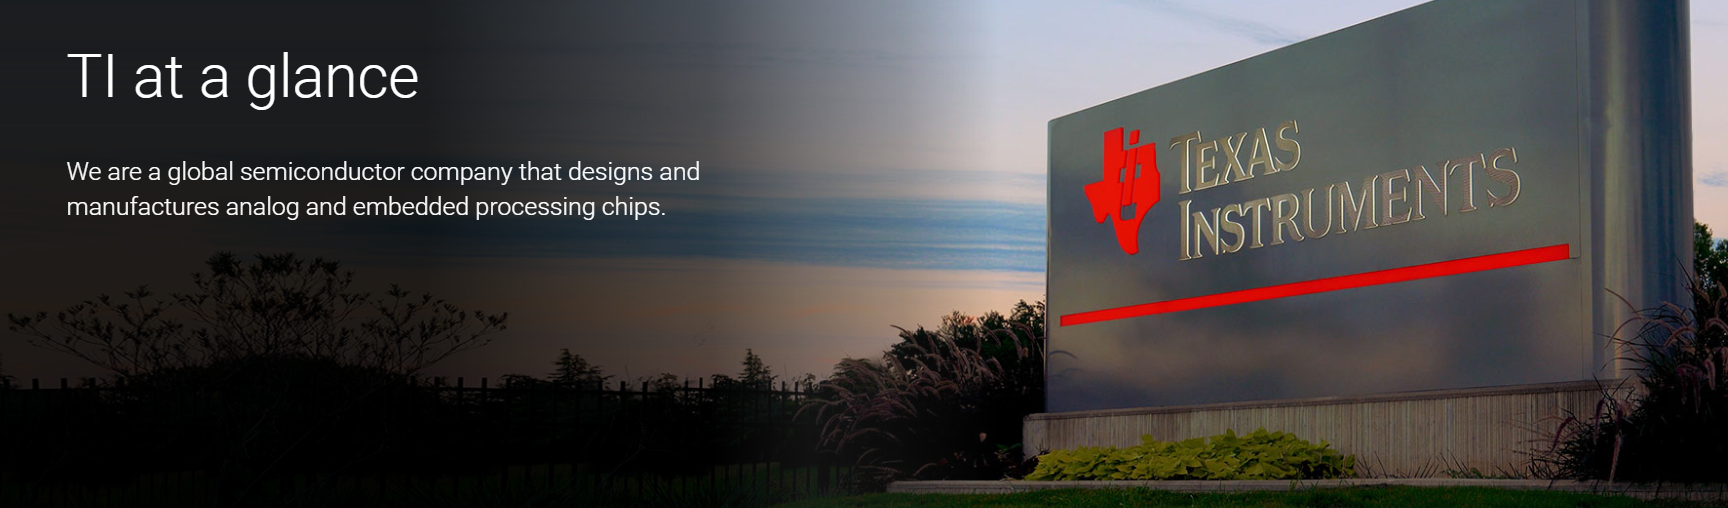 TI at a glance
We are a global semiconductor company that designs and
manufactures analog and embedded processing chips.
TEXAS
INSTRUMENTS